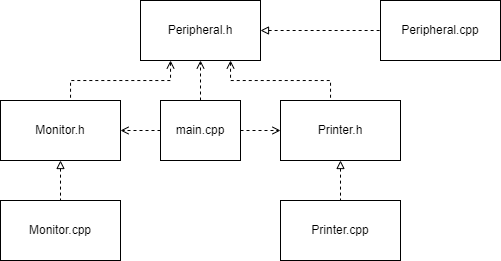 Peripheral.h
Peripheral.cpp
Monitor.h
main.cpp
Printer.h
Monitor.cpp
Printer.cpp